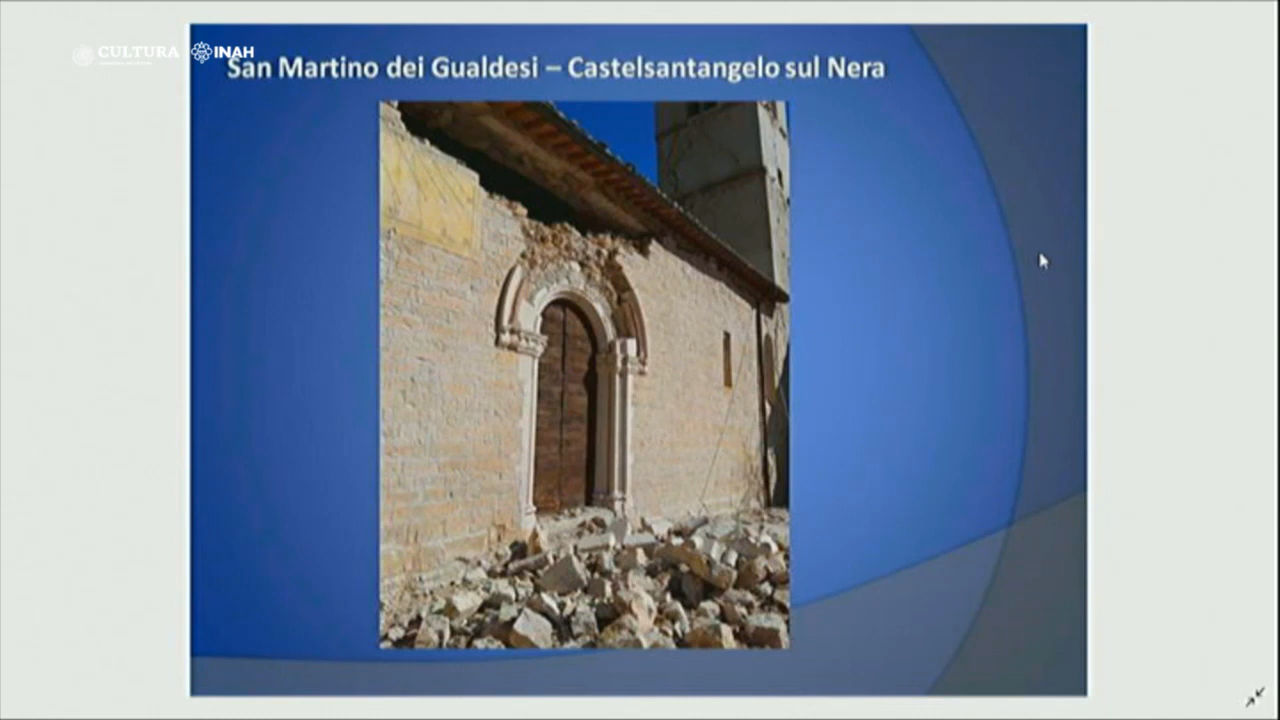 CULTURA INAH
San Martino dei Gualdesi – Castelsantangelo sul Nera